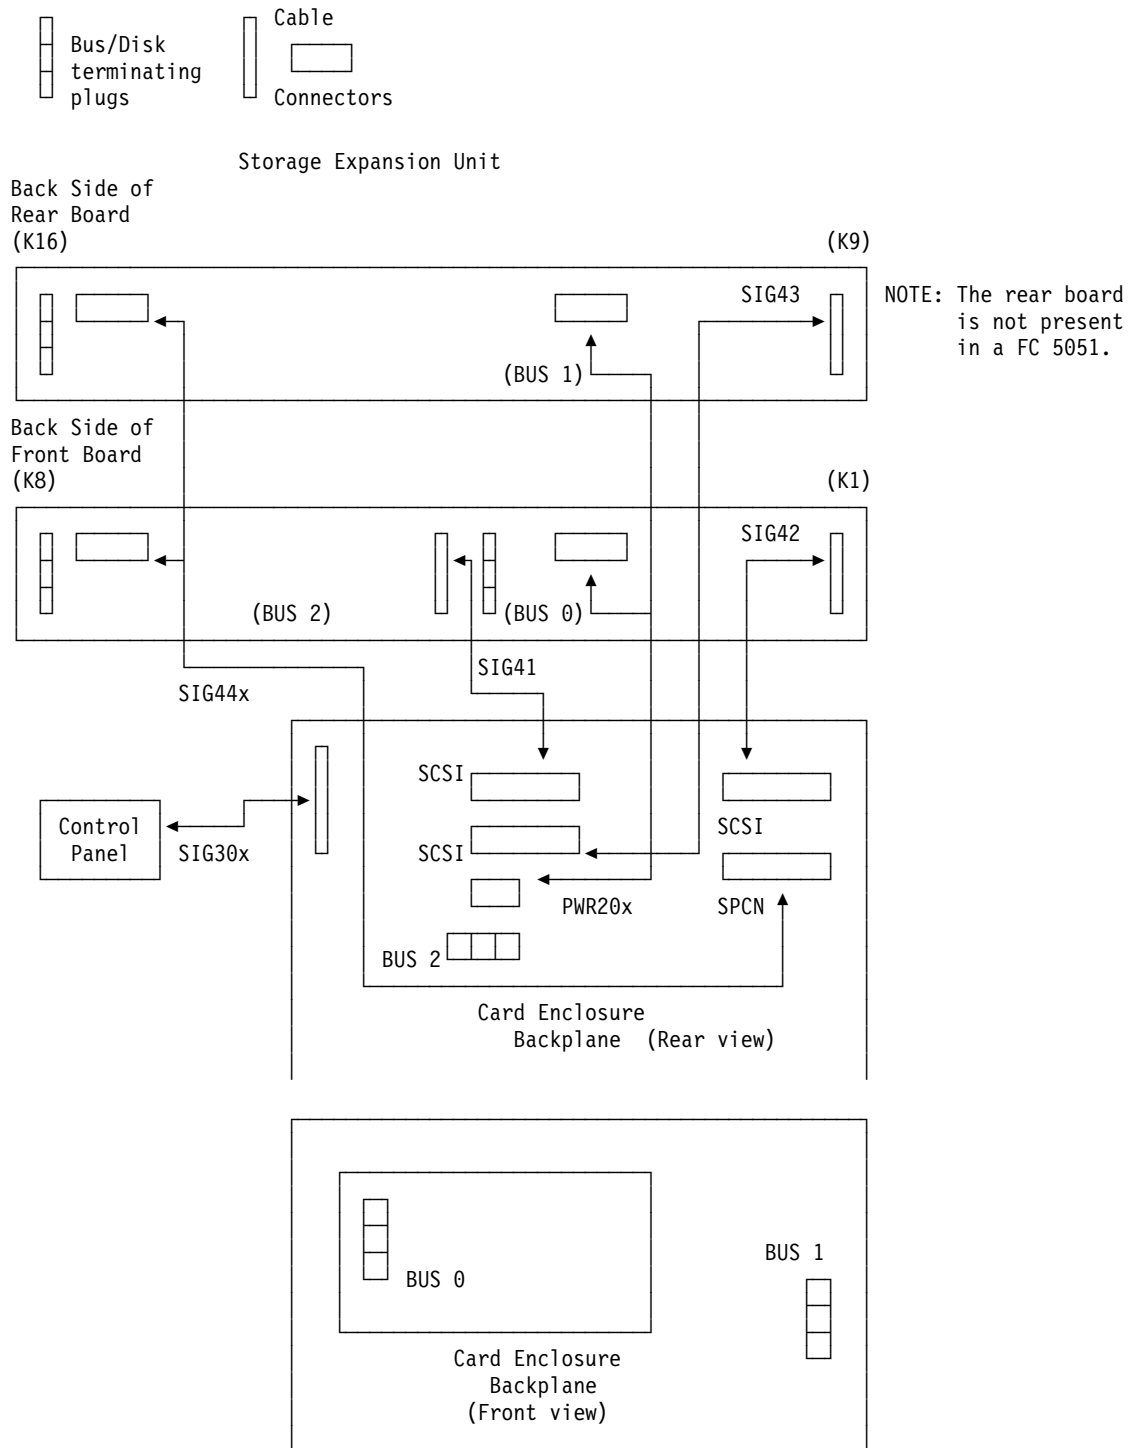 Cable
Bus/Disk
terminating
plugs
Connectors
Storage Expansion Unit
Back Side of
Rear Board
(K16)
(K9)
SIG43
NOTE: The rear board
is not present
in a FC 5051.
(BUS 1)
Back Side of
Front Board
(K8)
(K1)
SIG42
(BUS 2)
(BUS 0)
SIG41
SIG44x
SCSI
Control
Panel
SIG30x
SCSI
SCSI
PWR20x
SPCN
BUS 2
Card Enclosure
Backplane (Rear view)
BUS 1
BUS 0
Card Enclosure
Backplane
(Front view)